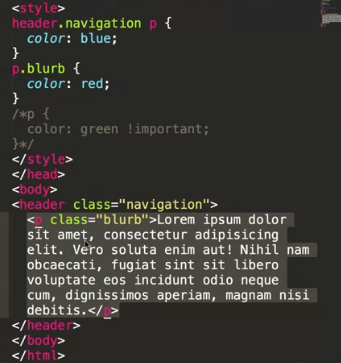 <style>
header.navigation p {
  color: blue;
}
p.blurb {
  color: red;
}
/*p {
  color: green !important;
}*/
</style>
</head>
<body>
<header class="navigation">
  <p class="blurb">Lorem ipsum dolor
  sit amet, consectetur adipisicing
  elit. Vero soluta enim aut! Nihil nam
  obcaecati, fugiat sint sit libero
  voluptate eos incidunt odio neque
  cum, dignissimos aperiam, magnam nisi
  debitis.</p>
</header>
</body>
</html>